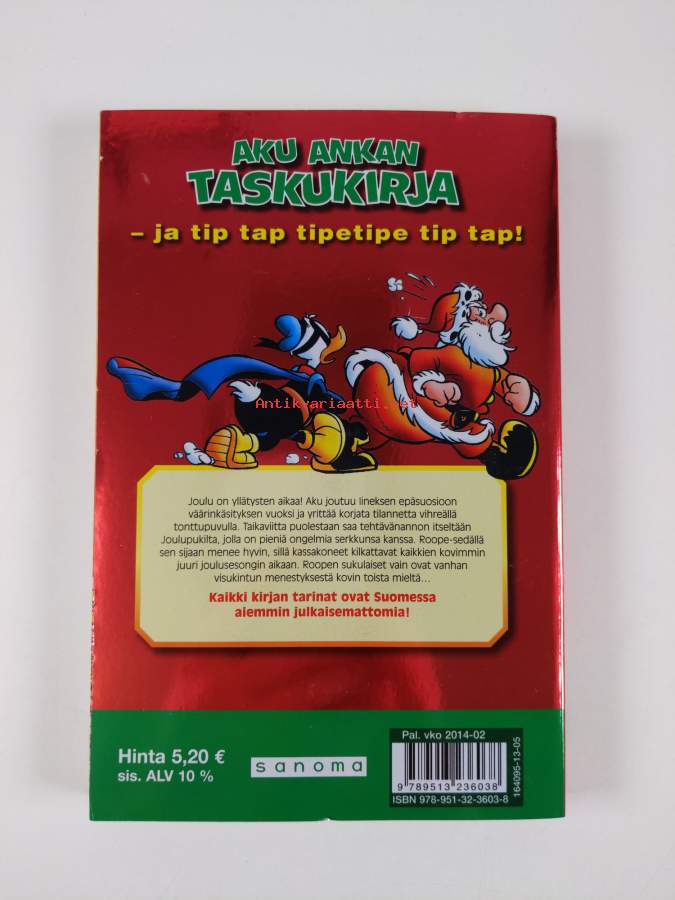 AKU ANKAN
TASKUKIRJA
– ja tip tap tipetipe tip tap!
Antikvariaatti.fi
Joulu on yllätysten aikaa! Aku joutuu Iineksen epäsuosioon
väärinkäsityksen vuoksi ja yrittää korjata tilannetta vihreällä
tonttupuvulla. Taikaviitta puolestaan saa tehtävänannon itseltään
Joulupukilta, jolla on pieniä ongelmia serkkunsa kanssa. Roope-sedällä
sen sijaan menee hyvin, sillä kassakoneet kilkattavat kaikkien kovimmin
juuri joulusesongin aikaan. Roopen sukulaiset vain ovat vanhan
visukintun menestyksestä kovin toista mieltä...
Kaikki kirjan tarinat ovat Suomessa
aiemmin julkaisemattomia!
Hinta 5,20 €
sis. ALV 10 %
sanoma
Pal. vko 2014-02
9 789513 236038
ISBN 978-951-32-3603-8
164095-13-05